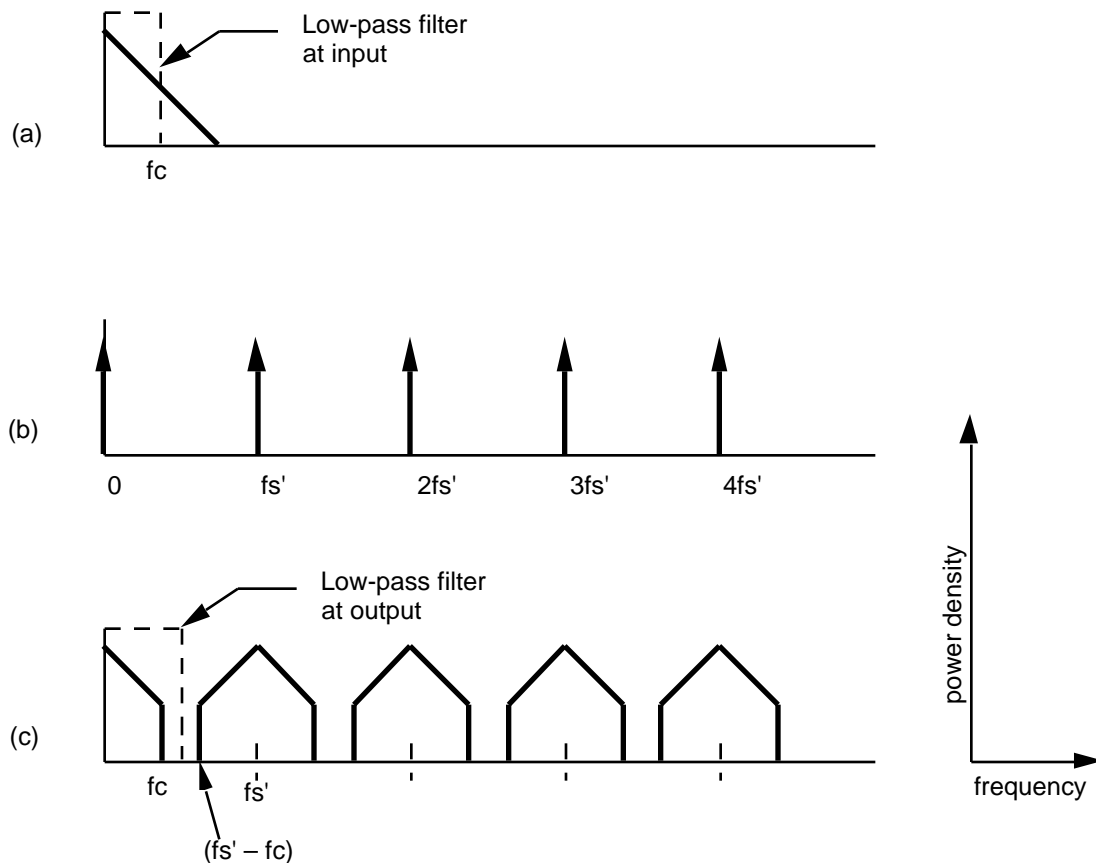 Low-pass filter
at input
(a)
fc
(b)
0 fs' 2fs' 3fs' 4fs'
Low-pass filter
at output
(c)
fc fs'
(fs' – fc)
power density
frequency